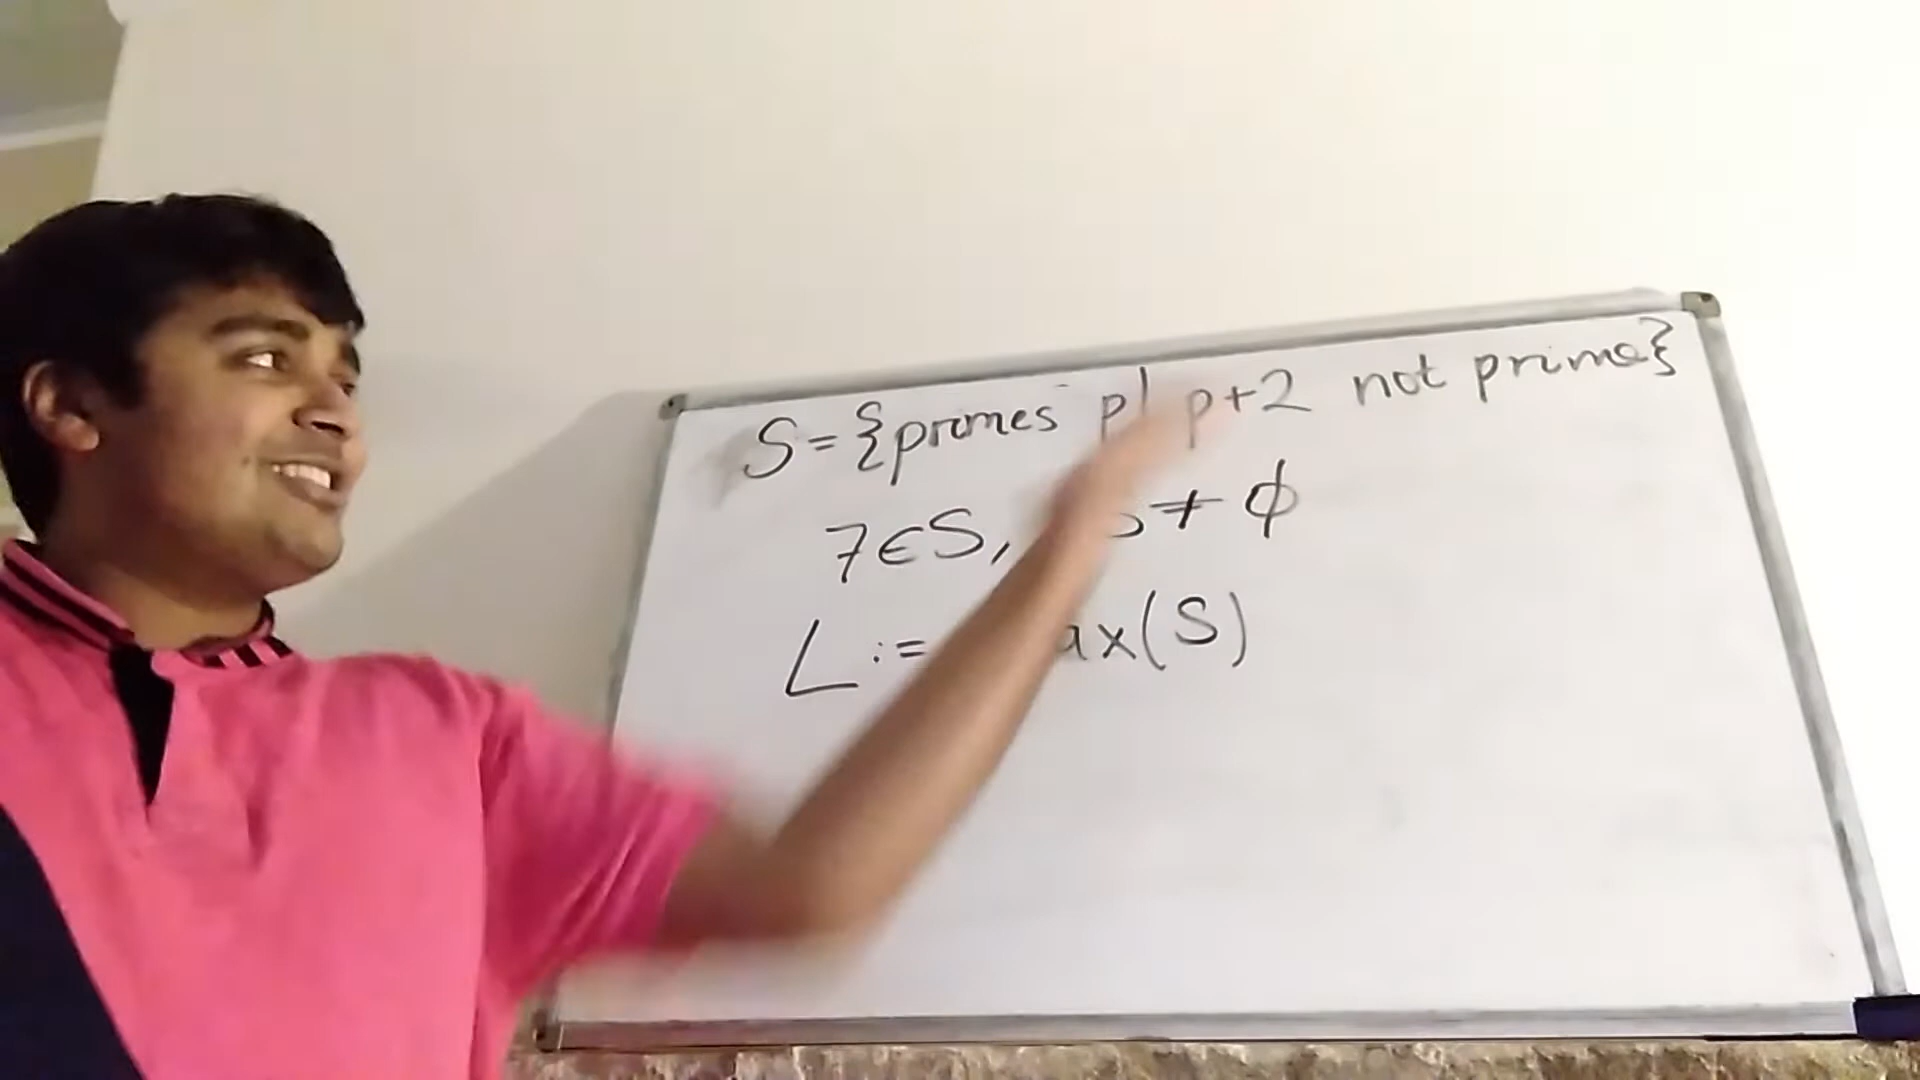 S = {primes p | p+2 not prime}
7∈S, S ≠ ϕ
L := ax(S)